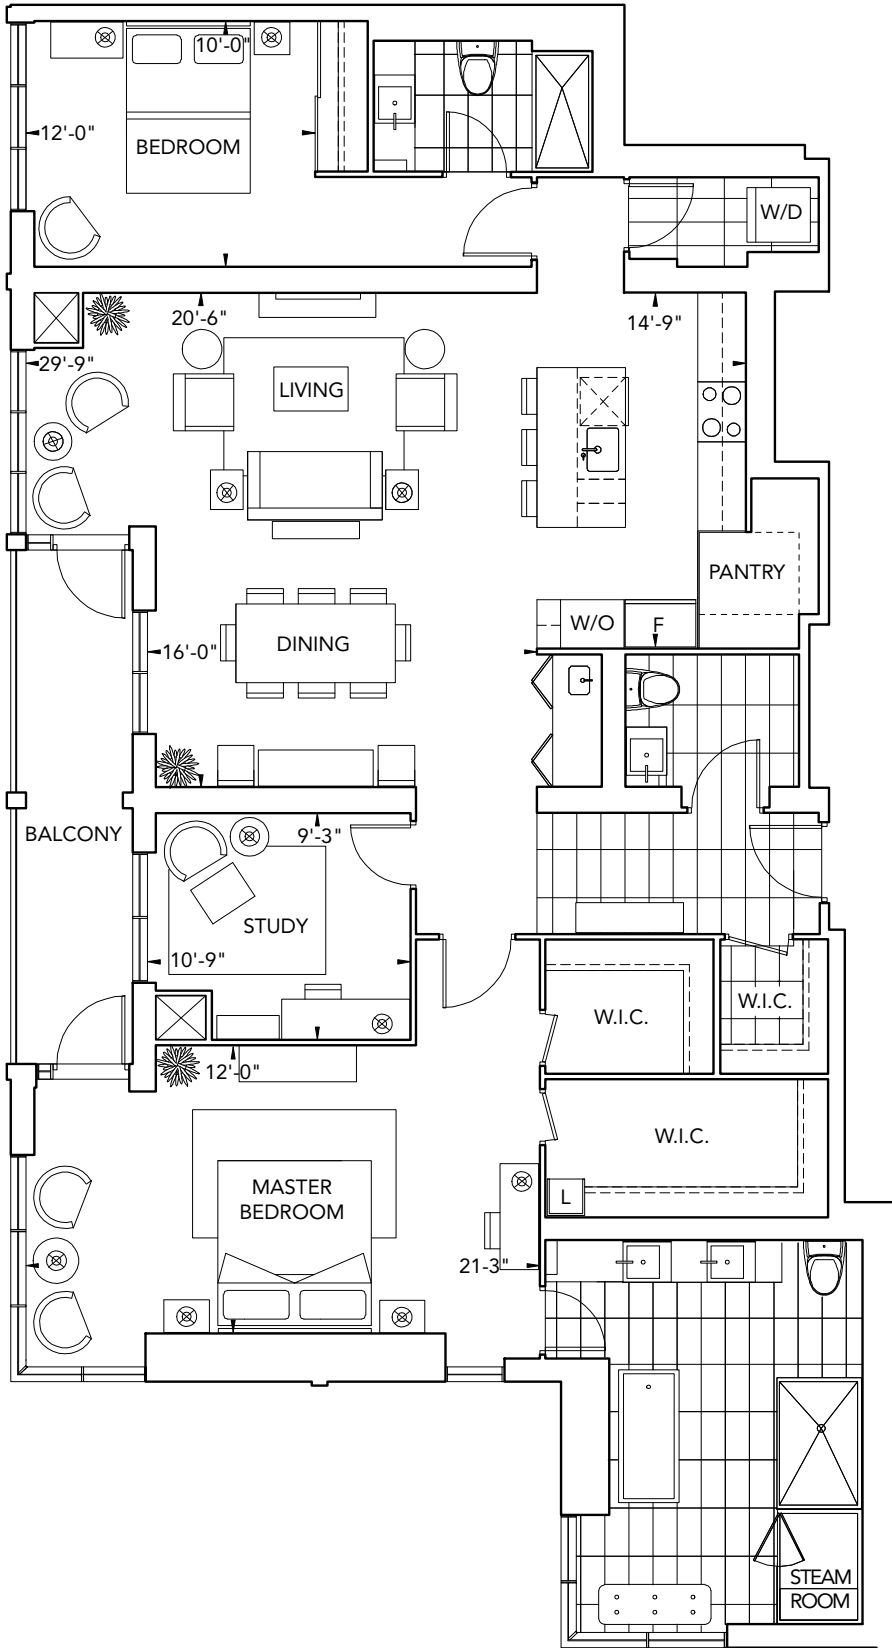 10'-0"
12'-0"
BEDROOM
W/D
20'-6"
14'-9"
29'-9"
LIVING
PANTRY
W/O
F
DINING
16'-0"
BALCONY
9'-3"
STUDY
10'-9"
W.I.C.
W.I.C.
12'-0"
W.I.C.
MASTER
BEDROOM
L
21'-3"
STEAM
ROOM